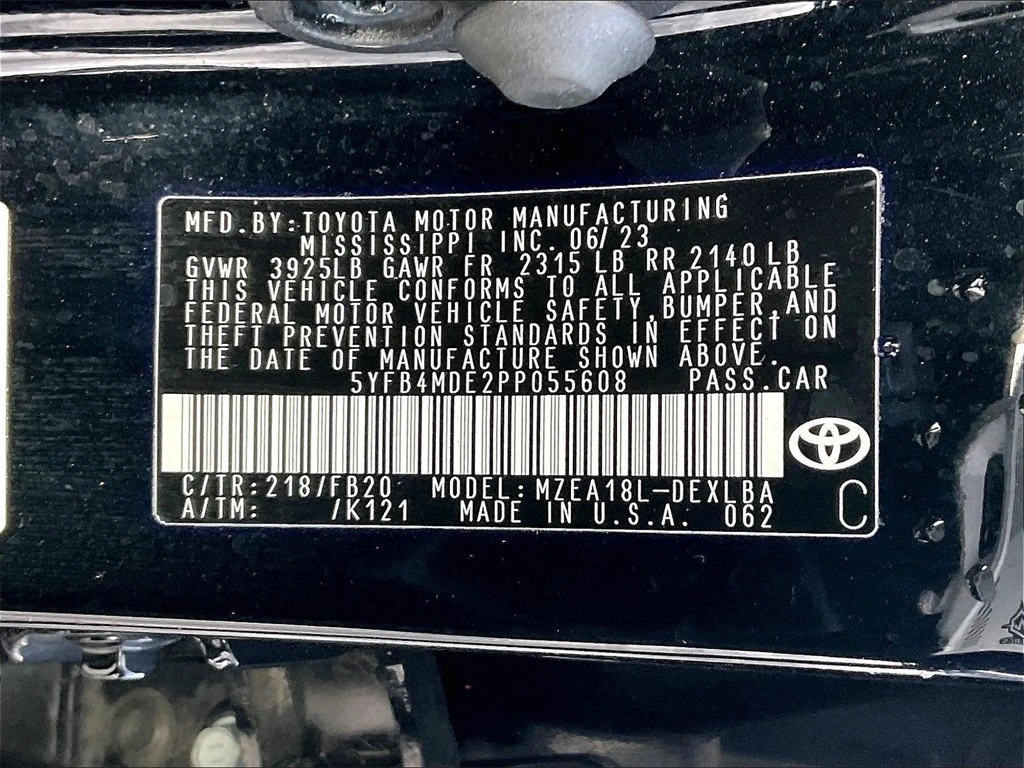 MFD.BY:TOYOTA MOTOR MANUFACTURING
MISSISSIPPI INC. 06/23
GVWR 3925LB GAWR FR 2315 LB RR 2140 LB
THIS VEHICLE CONFORMS TO ALL APPLICABLE
FEDERAL MOTOR VEHICLE SAFETY,BUMPER,AND
THEFT PREVENTION STANDARDS IN EFFECT ON
THE DATE OF MANUFACTURE SHOWN ABOVE.
5YFB4MDE2PP055608 PASS.CAR
C/TR:218/FB20 MODEL:MZEA18L-DEXLBA
A/TM: /K121 MADE IN U.S.A. 062 C